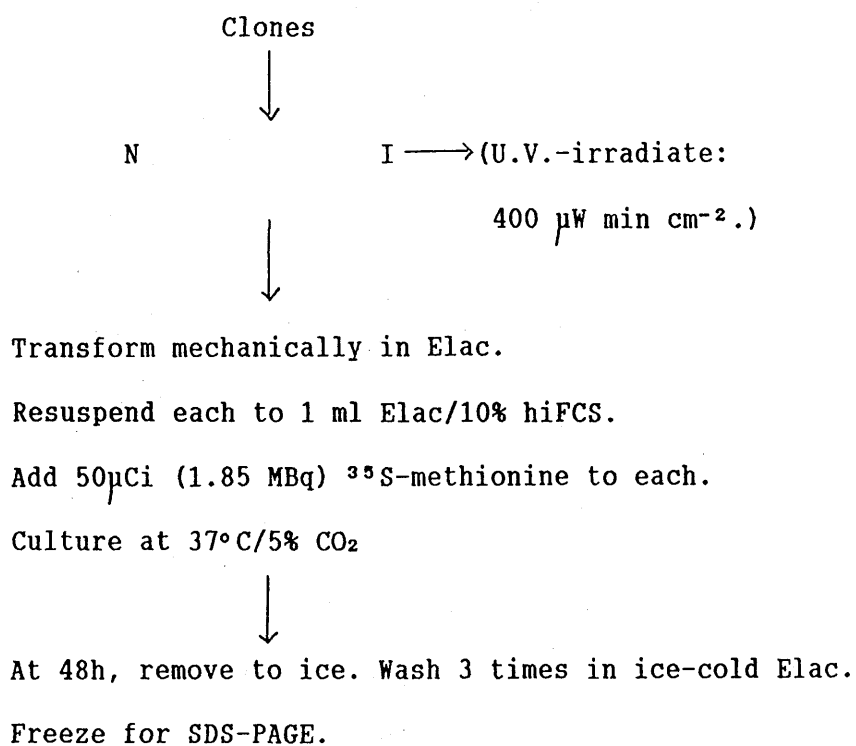 Clones
N I ⟶ (U.V.-irradiate:
400 µW min cm⁻².)
Transform mechanically in Elac.
Resuspend each to 1 ml Elac/10% hiFCS.
Add 50µCi (1.85 MBq) ³⁵S-methionine to each.
Culture at 37°C/5% CO₂
At 48h, remove to ice. Wash 3 times in ice-cold Elac.
Freeze for SDS-PAGE.